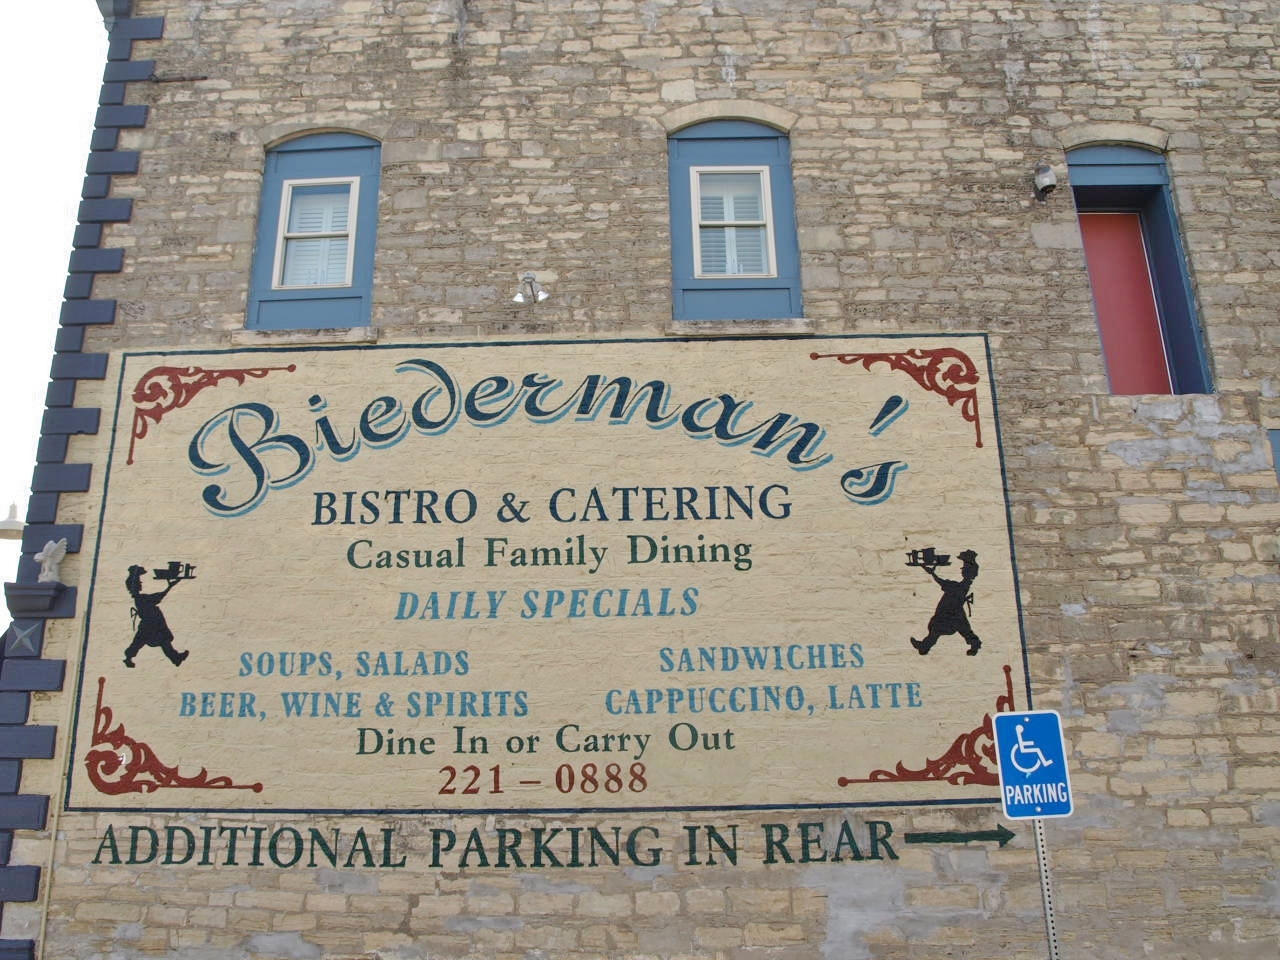 Biederman's
BISTRO & CATERING
Casual Family Dining
DAILY SPECIALS
SOUPS, SALADS
BEER, WINE & SPIRITS
SANDWICHES
CAPPUCCINO, LATTE
Dine In or Carry Out
221-0888
ADDITIONAL PARKING IN REAR
PARKING